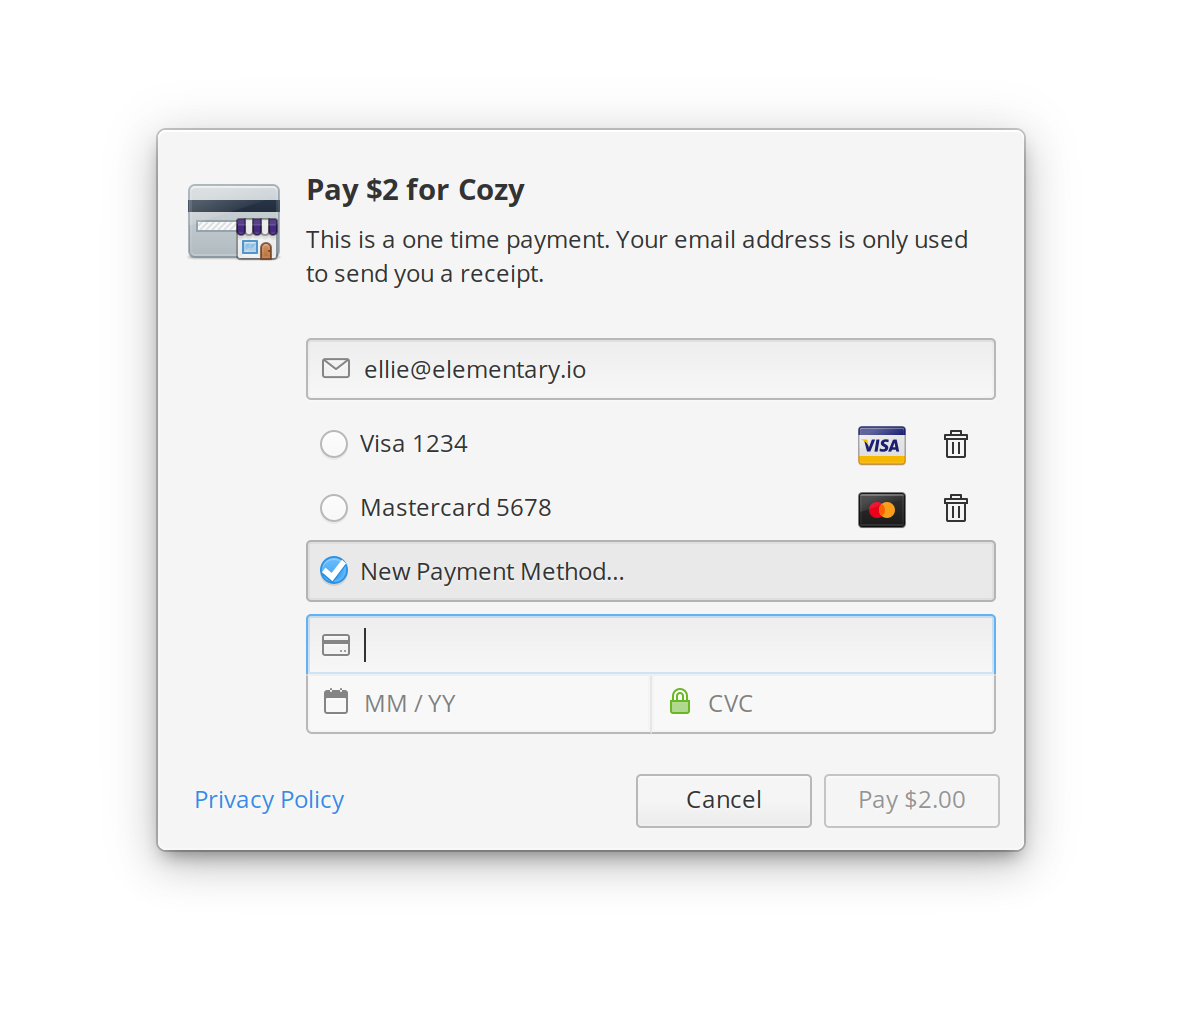 Pay $2 for Cozy
This is a one time payment. Your email address is only used
to send you a receipt.
ellie@elementary.io
Visa 1234
VISA
Mastercard 5678
New Payment Method...
MM / YY
CVC
Privacy Policy
Cancel
Pay $2.00